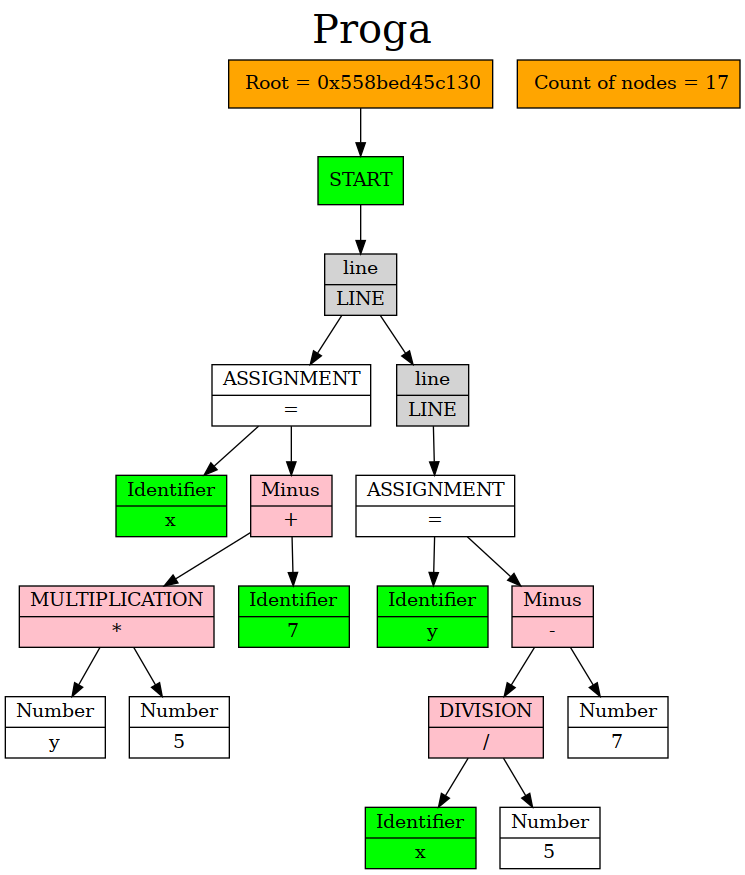 Proga
Root = 0x558bed45c130
Count of nodes = 17
START
line
LINE
ASSIGNMENT
=
line
LINE
Identifier
x
Minus
+
ASSIGNMENT
=
MULTIPLICATION
*
Identifier
7
Identifier
y
Minus
-
Number
y
Number
5
DIVISION
/
Number
7
Identifier
x
Number
5